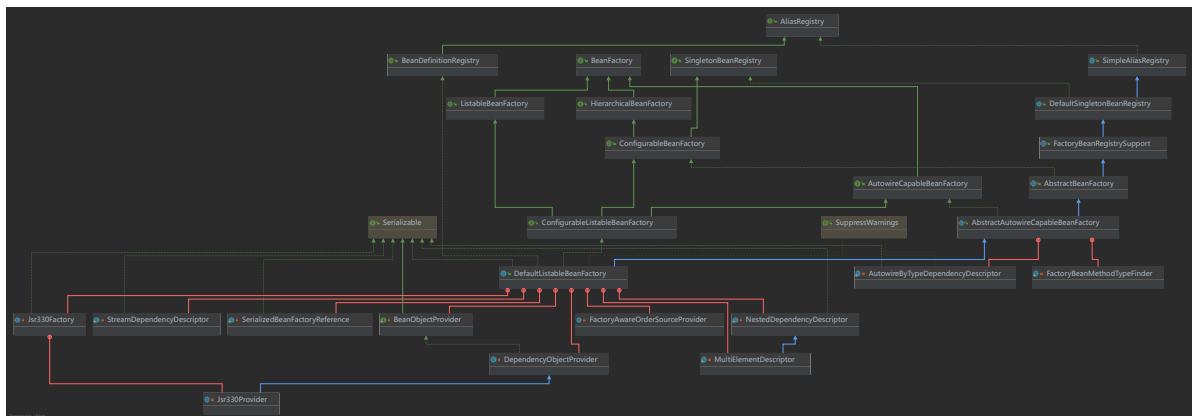 AliasRegistry
BeanDefinitionRegistry
BeanFactory
SingletonBeanRegistry
SimpleAliasRegistry
ListableBeanFactory
HierarchicalBeanFactory
DefaultSingletonBeanRegistry
ConfigurableBeanFactory
FactoryBeanRegistrySupport
AutowireCapableBeanFactory
AbstractBeanFactory
Serializable
ConfigurableListableBeanFactory
SuppressWarnings
AbstractAutowireCapableBeanFactory
DefaultListableBeanFactory
AutowireByTypeDependencyDescriptor
FactoryBeanMethodTypeFinder
Jsr330Factory
StreamDependencyDescriptor
SerializedBeanFactoryReference
BeanObjectProvider
FactoryAwareOrderSourceProvider
NestedDependencyDescriptor
DependencyObjectProvider
MultiElementDescriptor
Jsr330Provider